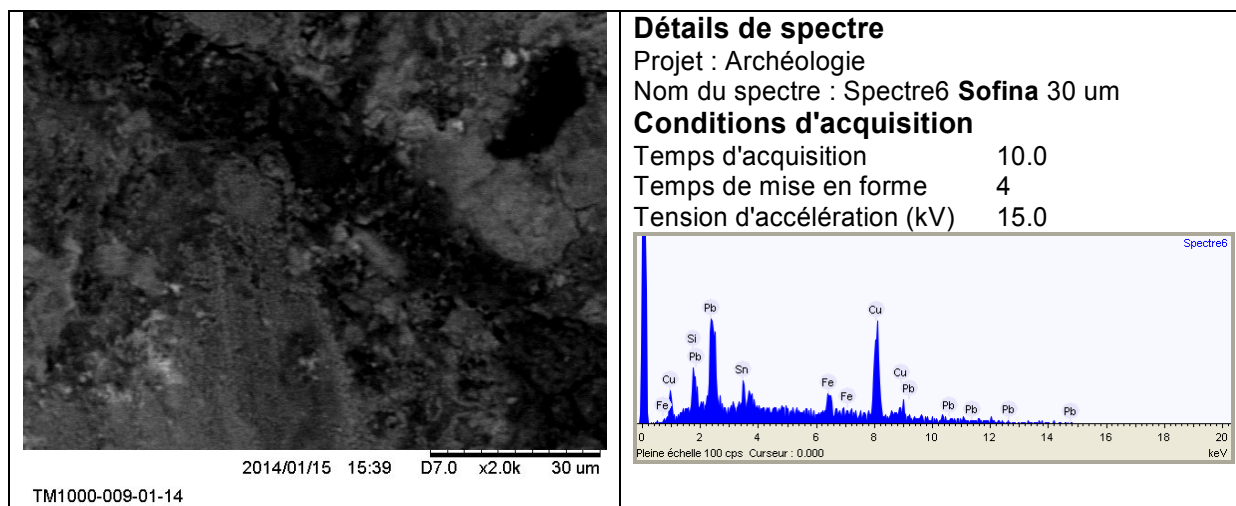 2014/01/15 15:39 D7.0 x2.0k 30 um
TM1000-009-01-14
Détails de spectre
Projet : Archéologie
Nom du spectre : Spectre6 Sofina 30 um
Conditions d'acquisition
Temps d'acquisition 10.0
Temps de mise en forme 4
Tension d'accélération (kV) 15.0
Spectre6
Pb
Cu
Si
Pb
Sn
Cu
Fe
Cu
Pb
Fe
Fe
Pb
Pb
Pb
Pb
0 2 4 6 8 10 12 14 16 18 20
Pleine échelle 100 cps Curseur : 0.000 keV